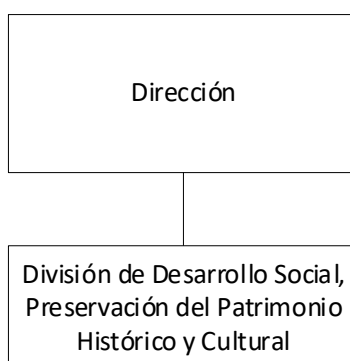 Dirección
División de Desarrollo Social,
Preservación del Patrimonio
Histórico y Cultural